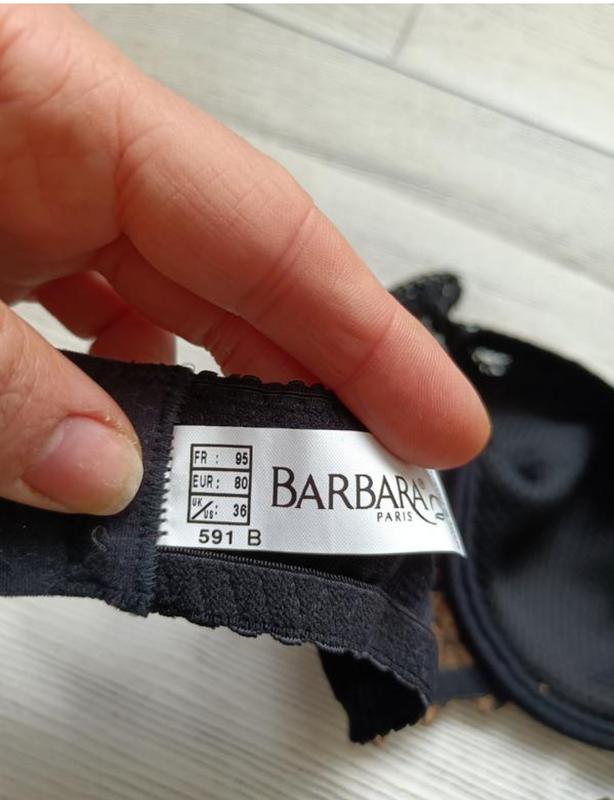 FR : 95
EUR: 80
UK/US: 36
591 B
BARBARA®
PARIS